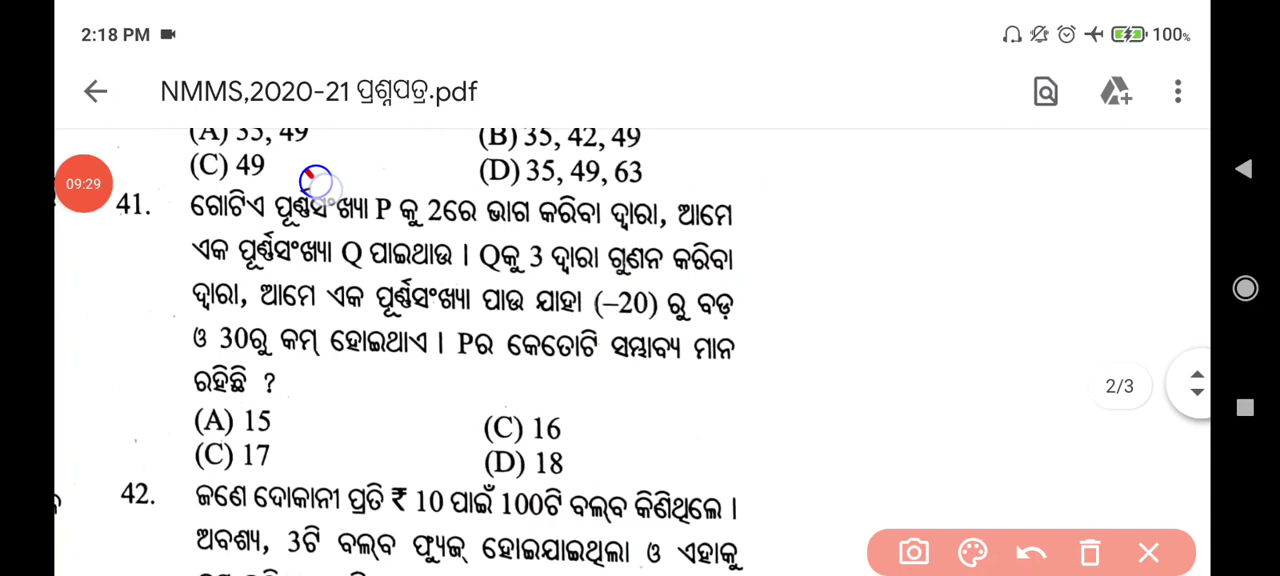 2:18 PM
100%
NMMS,2020-21 ପ୍ରଶ୍ନପତ୍ର.pdf
(A) 35, 49 (B) 35, 42, 49
(C) 49 (D) 35, 49, 63
09:29
41. ଗୋଟିଏ ପୂର୍ଣ୍ଣସଂଖ୍ୟା P କୁ 2ରେ ଭାଗ କରିବା ଦ୍ୱାରା, ଆମେ
ଏକ ପୂର୍ଣ୍ଣସଂଖ୍ୟା Q ପାଇଥାଉ । Qକୁ 3 ଦ୍ୱାରା ଗୁଣନ କରିବା
ଦ୍ୱାରା, ଆମେ ଏକ ପୂର୍ଣ୍ଣସଂଖ୍ୟା ପାଉ ଯାହା (–20) ରୁ ବଡ଼
ଓ 30ରୁ କମ୍ ହୋଇଥାଏ । Pର କେତୋଟି ସମ୍ଭାବ୍ୟ ମାନ
ରହିଛି ?
2/3
(A) 15 (C) 16
(C) 17 (D) 18
42. ଜଣେ ଦୋକାନୀ ପ୍ରତି ₹ 10 ପାଇଁ 100ଟି ବଲ୍‌ବ କିଣିଥିଲେ ।
ଅବଶ୍ୟ, 3ଟି ବଲ୍‌ବ ଫ୍ୟୁଜ୍ ହୋଇଯାଇଥିଲା ଓ ଏହାକୁ